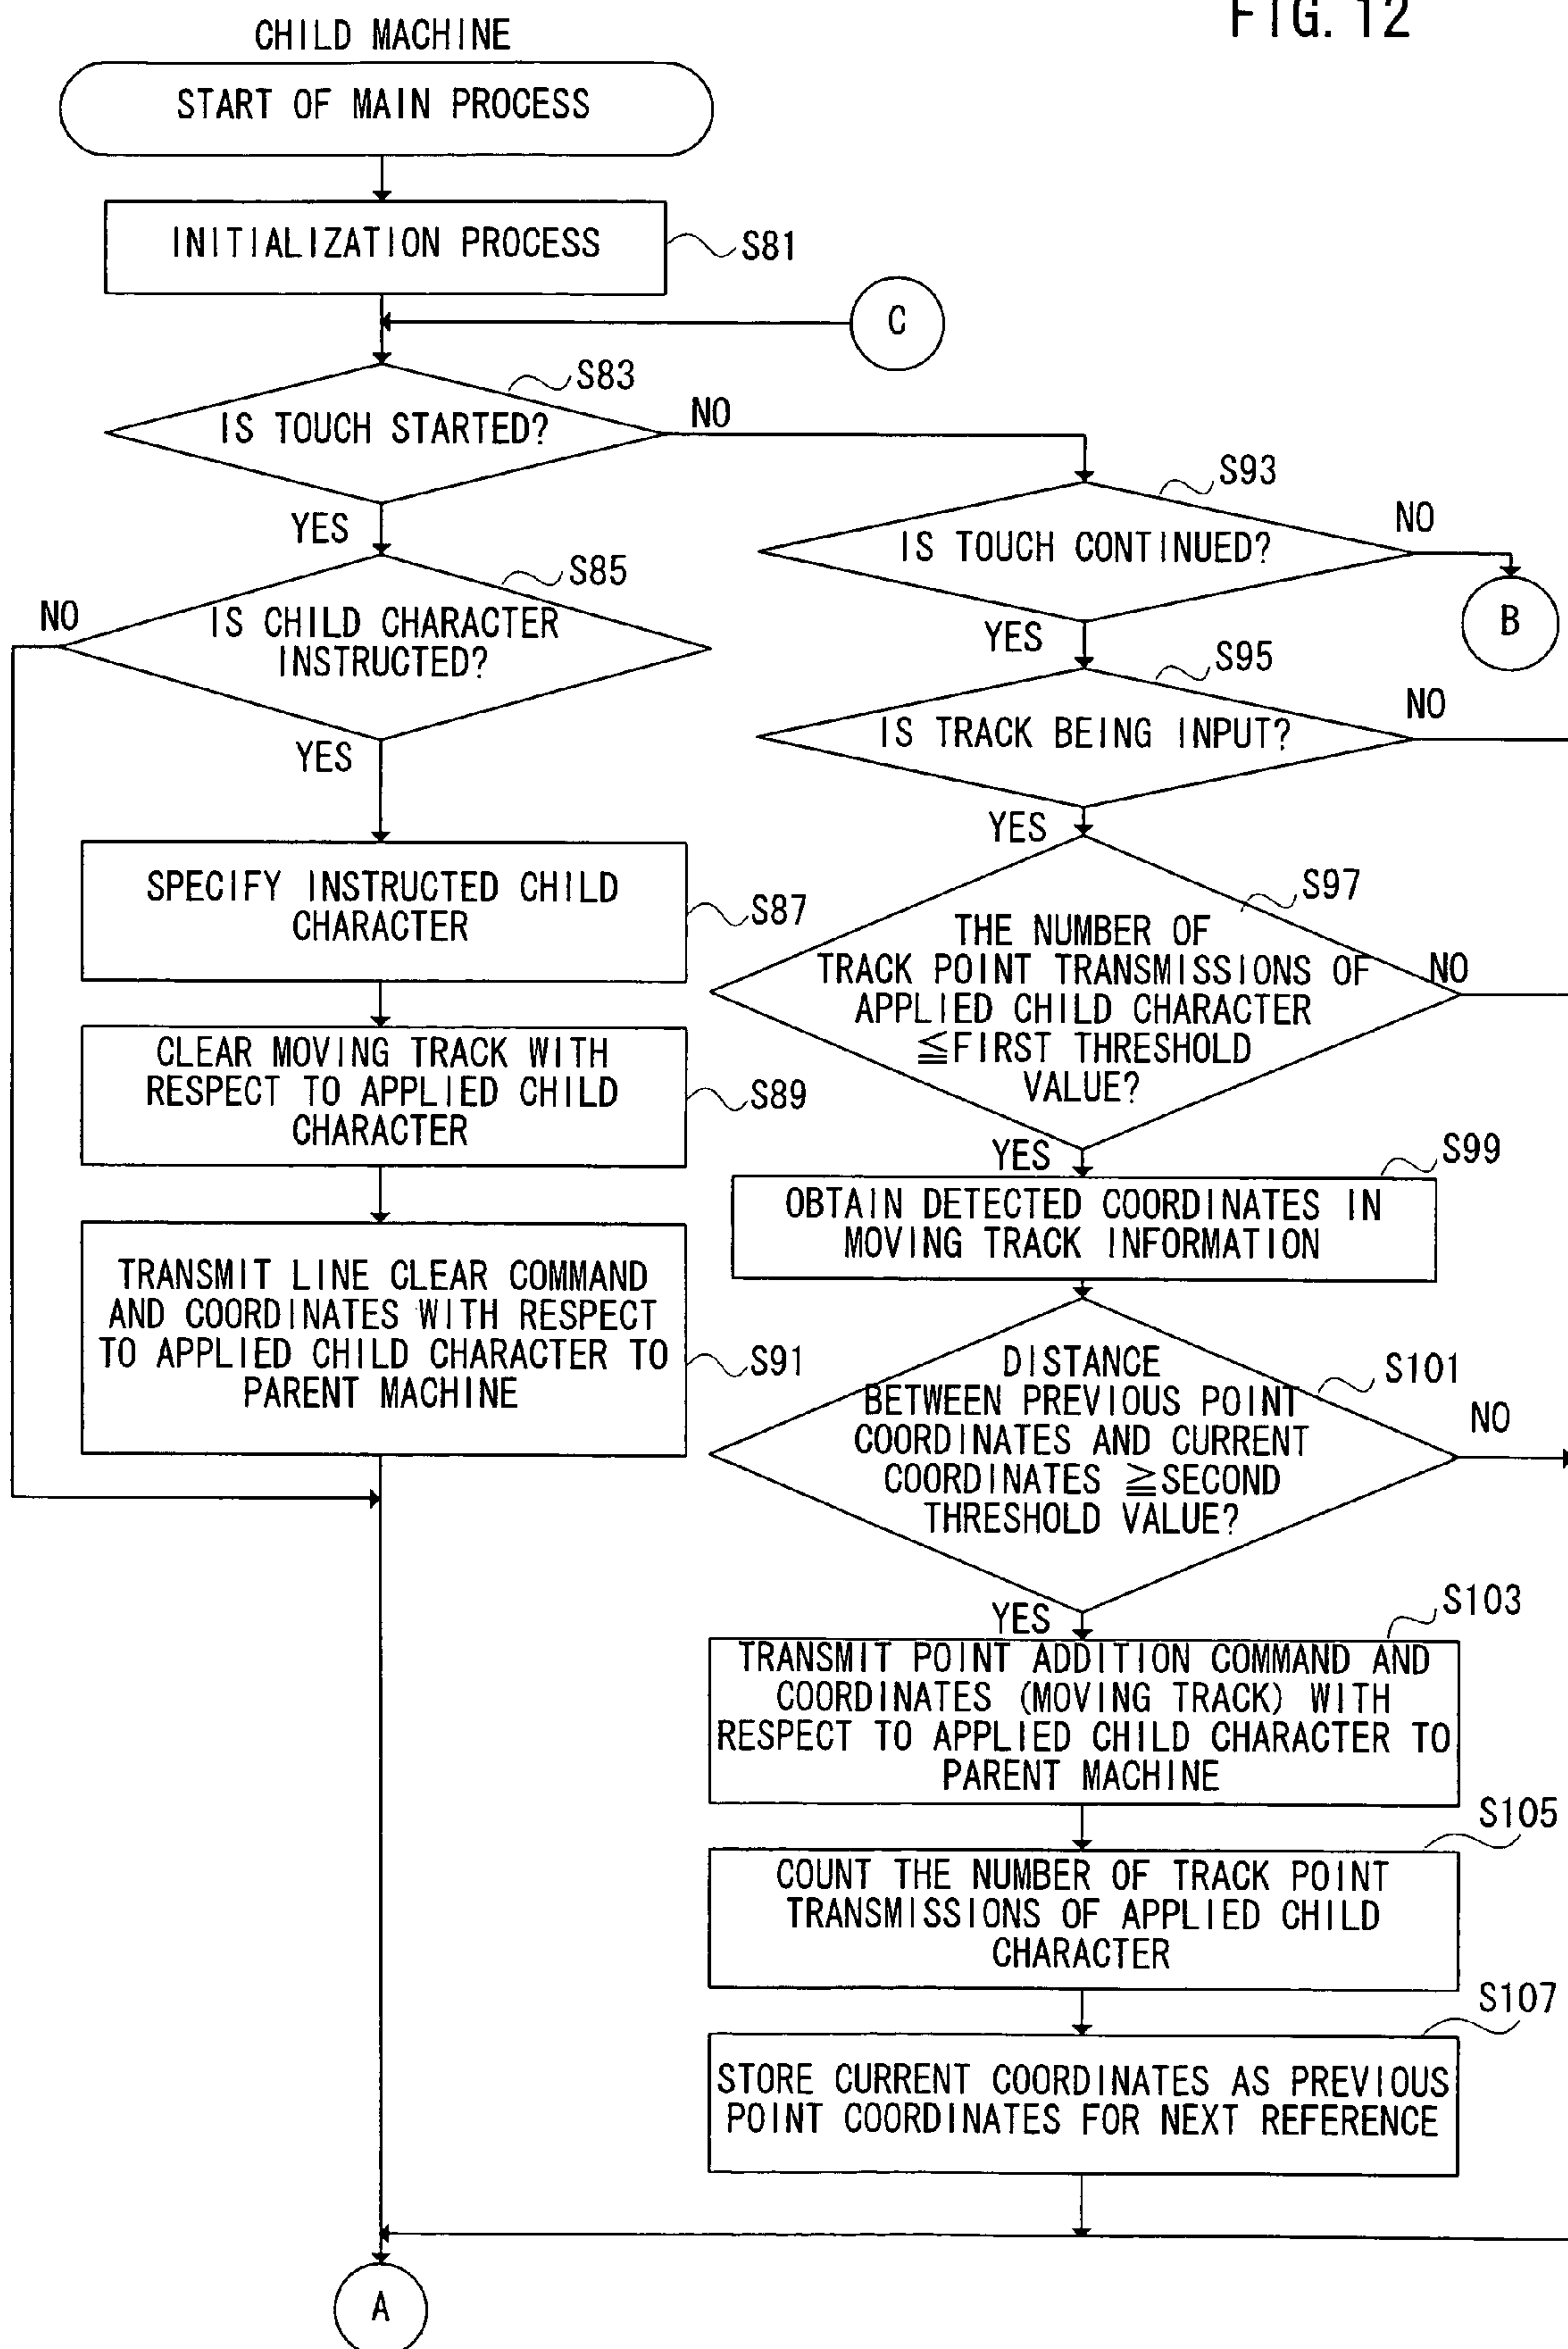 FIG. 12
CHILD MACHINE
START OF MAIN PROCESS
INITIALIZATION PROCESS
S81
C
S83
IS TOUCH STARTED?
NO
YES
S85
NO
IS CHILD CHARACTER
INSTRUCTED?
YES
SPECIFY INSTRUCTED CHILD
CHARACTER
S87
CLEAR MOVING TRACK WITH
RESPECT TO APPLIED CHILD
CHARACTER
S89
TRANSMIT LINE CLEAR COMMAND
AND COORDINATES WITH RESPECT
TO APPLIED CHILD CHARACTER TO
PARENT MACHINE
S91
S93
IS TOUCH CONTINUED?
NO
B
YES
S95
IS TRACK BEING INPUT?
NO
YES
S97
THE NUMBER OF
TRACK POINT TRANSMISSIONS OF
APPLIED CHILD CHARACTER
≦FIRST THRESHOLD
VALUE?
NO
YES
S99
OBTAIN DETECTED COORDINATES IN
MOVING TRACK INFORMATION
S101
DISTANCE
BETWEEN PREVIOUS POINT
COORDINATES AND CURRENT
COORDINATES ≧SECOND
THRESHOLD VALUE?
NO
YES
S103
TRANSMIT POINT ADDITION COMMAND AND
COORDINATES (MOVING TRACK) WITH
RESPECT TO APPLIED CHILD CHARACTER TO
PARENT MACHINE
S105
COUNT THE NUMBER OF TRACK POINT
TRANSMISSIONS OF APPLIED CHILD
CHARACTER
S107
STORE CURRENT COORDINATES AS PREVIOUS
POINT COORDINATES FOR NEXT REFERENCE
A